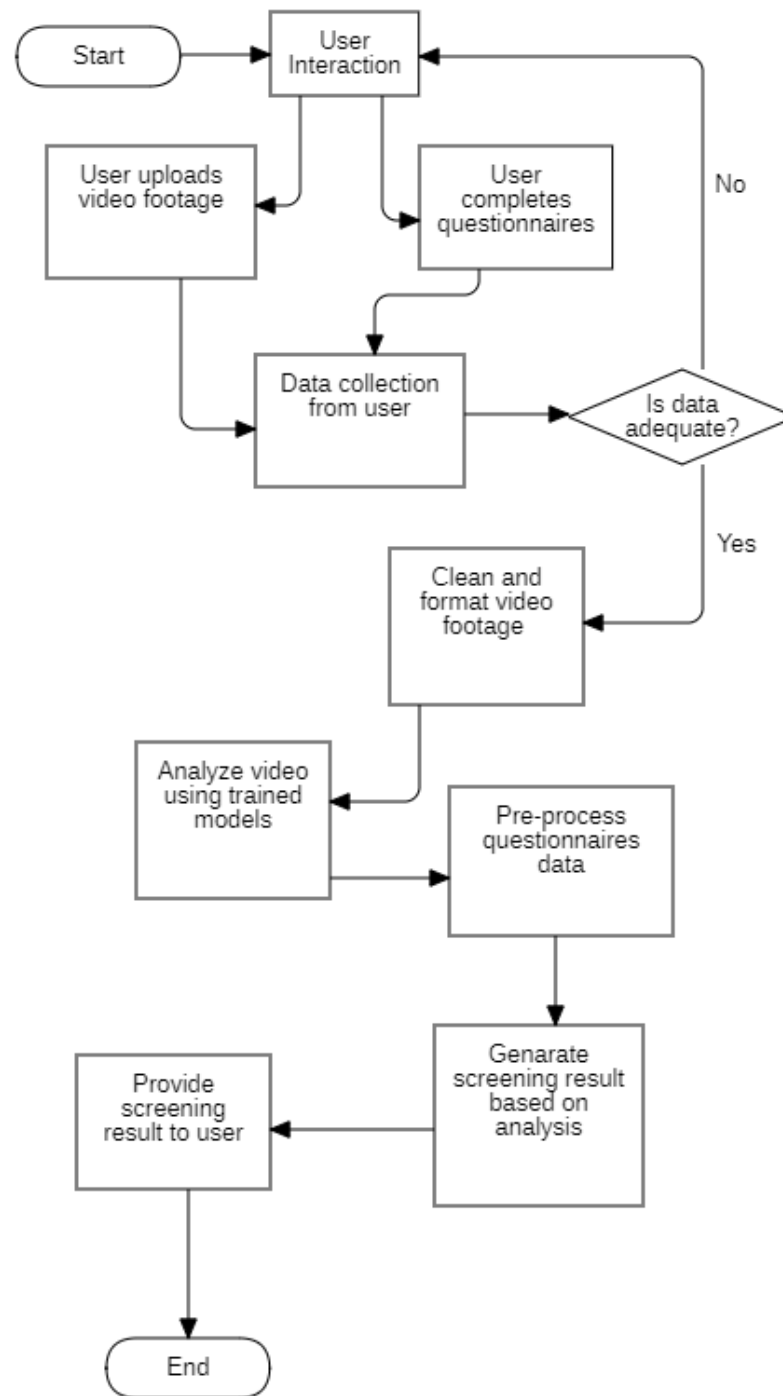 Start
User
Interaction
User uploads
video footage
User
completes
questionnaires
No
Data collection
from user
Is data
adequate?
Yes
Clean and
format video
footage
Analyze video
using trained
models
Pre-process
questionnaires
data
Genarate
screening result
based on
analysis
Provide
screening
result to user
End